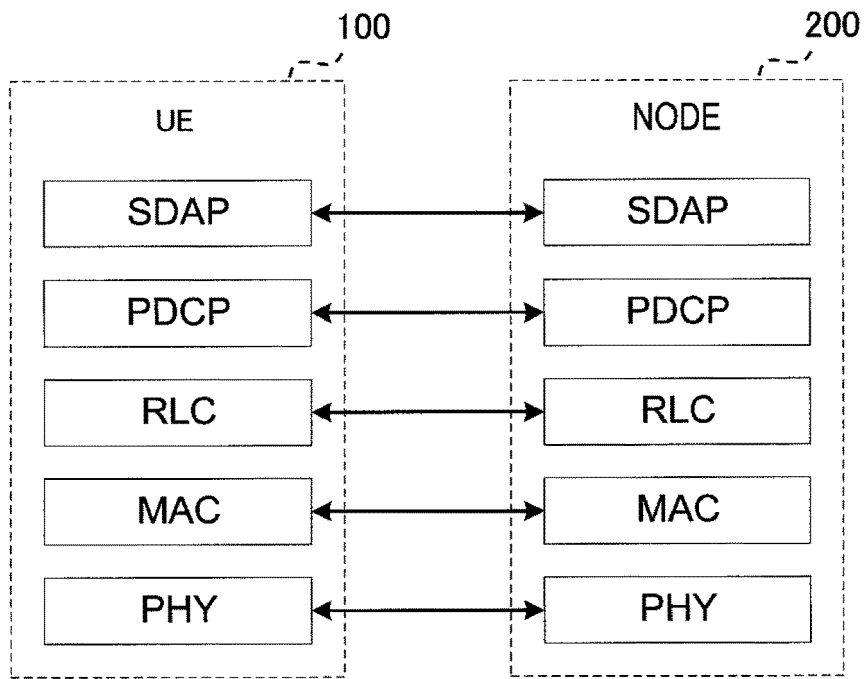 100
200
UE
NODE
SDAP
SDAP
PDCP
PDCP
RLC
RLC
MAC
MAC
PHY
PHY